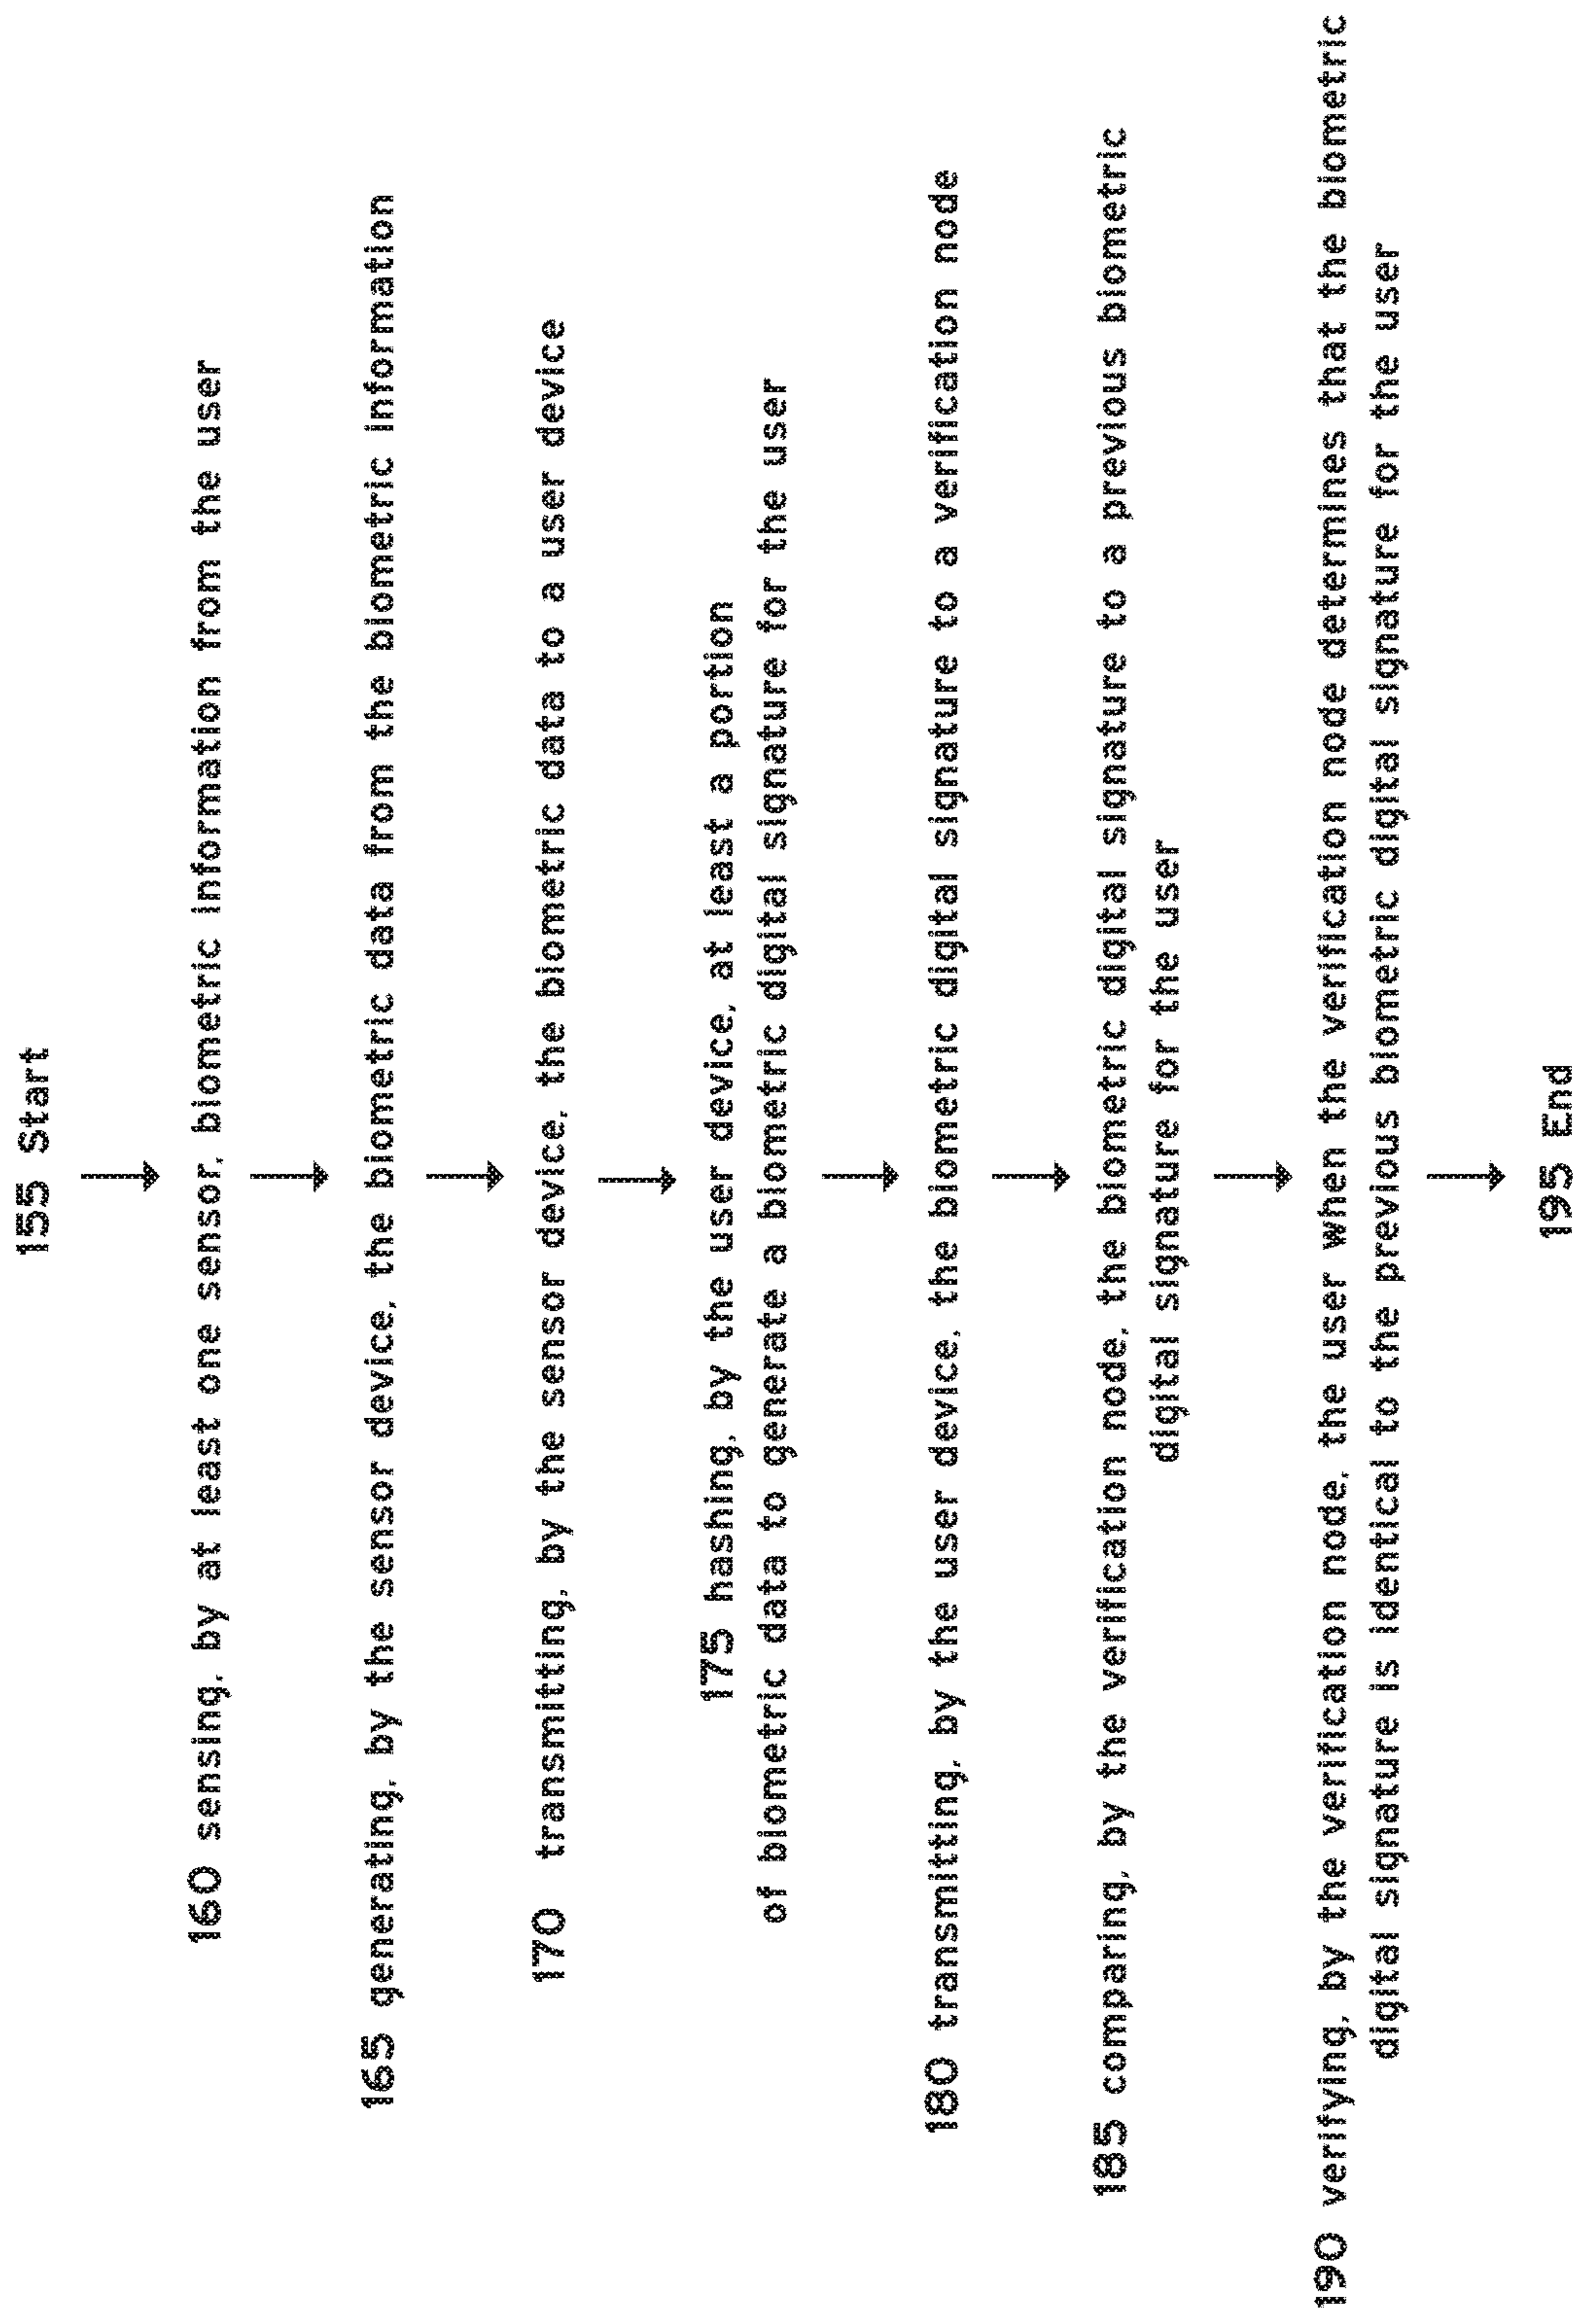 155 Start
160 sensing, by at least one sensor, biometric information from the user
165 generating, by the sensor device, the biometric data from the biometric information
170 transmitting, by the sensor device, the biometric data to a user device
175 hashing, by the user device, at least a portion
of biometric data to generate a biometric digital signature for the user
180 transmitting, by the user device, the biometric digital signature to a verification node
185 comparing, by the verification node, the biometric digital signature to a previous biometric
digital signature for the user
190 verifying, by the verification node, the user when the verification node determines that the biometric
digital signature is identical to the previous biometric digital signature for the user
195 End